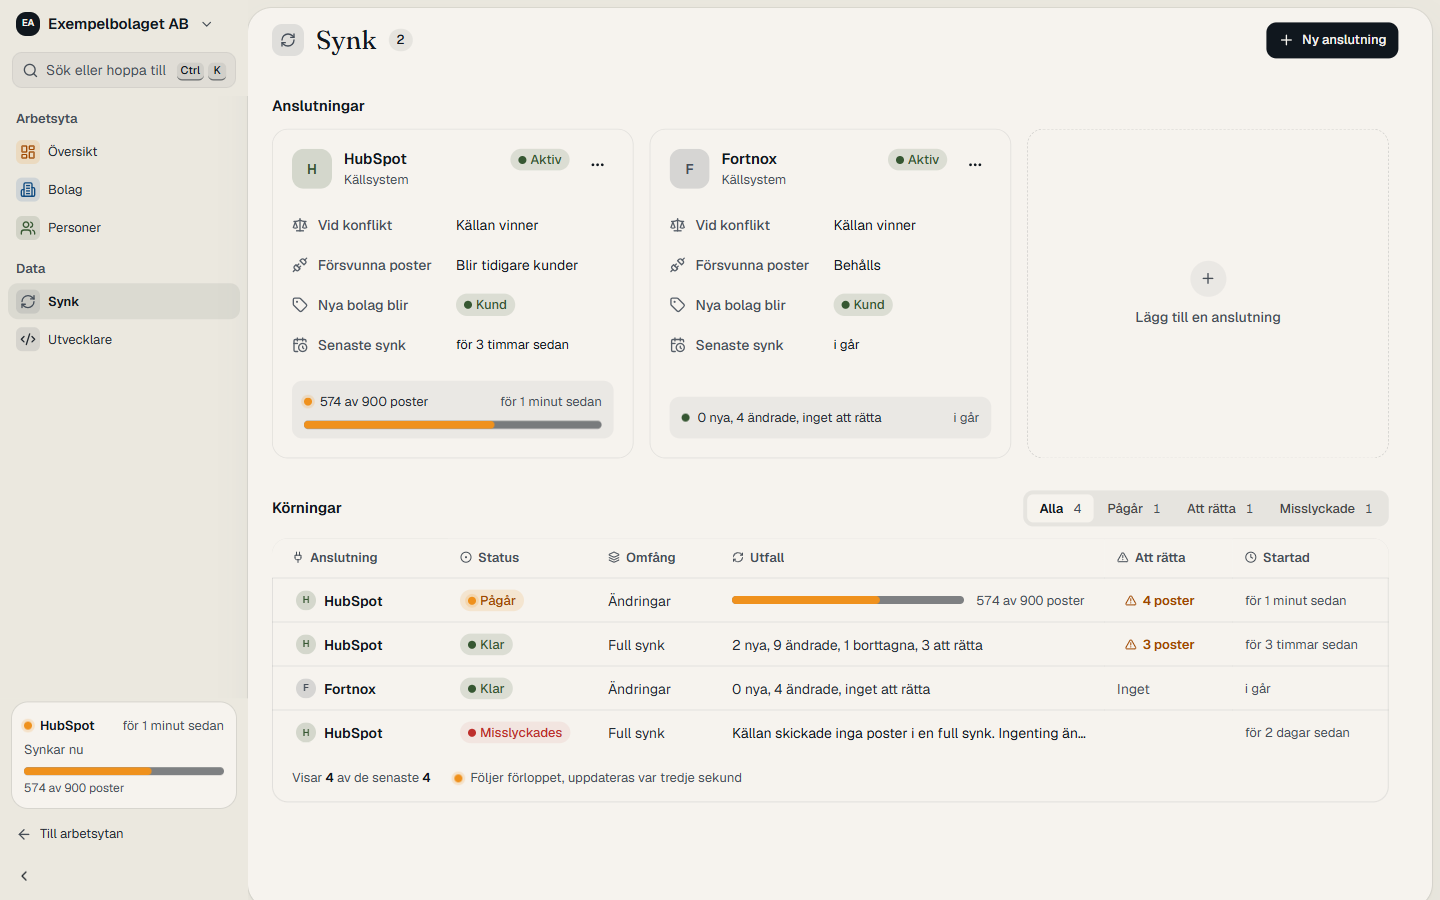 EA Exempelbolaget AB
Sök eller hoppa till Ctrl K
Arbetsyta
Översikt
Bolag
Personer
Data
Synk
Utvecklare
HubSpot för 1 minut sedan
Synkar nu
574 av 900 poster
Till arbetsytan
Synk 2
Ny anslutning
Anslutningar
H HubSpot Aktiv
Källsystem
Vid konflikt Källan vinner
Försvunna poster Blir tidigare kunder
Nya bolag blir Kund
Senaste synk för 3 timmar sedan
574 av 900 poster för 1 minut sedan
F Fortnox Aktiv
Källsystem
Vid konflikt Källan vinner
Försvunna poster Behålls
Nya bolag blir Kund
Senaste synk i går
0 nya, 4 ändrade, inget att rätta i går
Lägg till en anslutning
Körningar
Alla 4 Pågår 1 Att rätta 1 Misslyckade 1
Anslutning Status Omfång Utfall Att rätta Startad
H HubSpot Pågår Ändringar 574 av 900 poster 4 poster för 1 minut sedan
H HubSpot Klar Full synk 2 nya, 9 ändrade, 1 borttagna, 3 att rätta 3 poster för 3 timmar sedan
F Fortnox Klar Ändringar 0 nya, 4 ändrade, inget att rätta Inget i går
H HubSpot Misslyckades Full synk Källan skickade inga poster i en full synk. Ingenting än... för 2 dagar sedan
Visar 4 av de senaste 4 Följer förloppet, uppdateras var tredje sekund